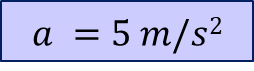 a = 5 m/s²